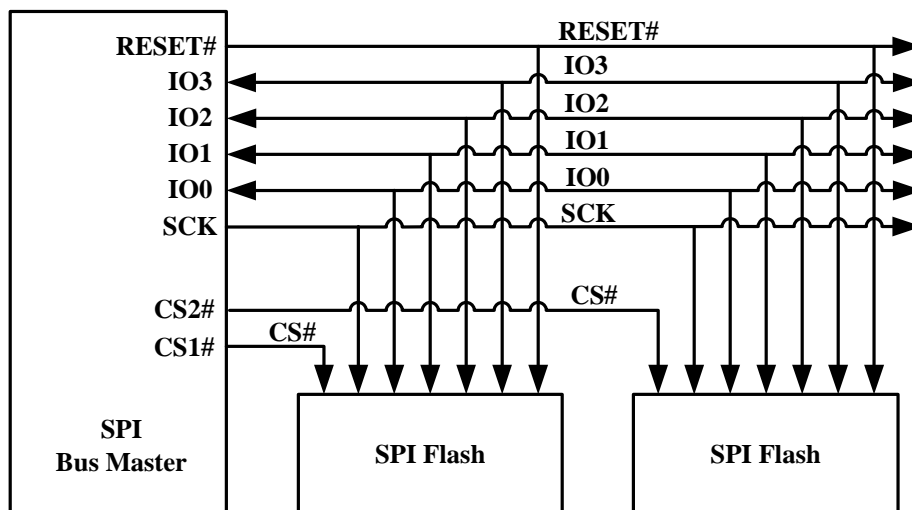 RESET#
IO3
IO2
IO1
IO0
SCK
CS2#
CS1#
SPI
Bus Master
RESET#
IO3
IO2
IO1
IO0
SCK
CS#
CS#
SPI Flash
SPI Flash